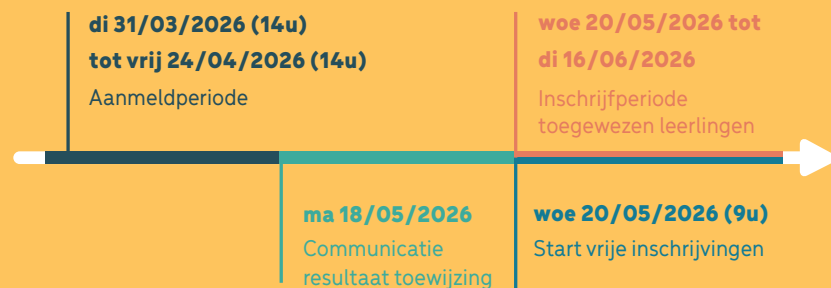 di 31/03/2026 (14u)
tot vrij 24/04/2026 (14u)
Aanmeldperiode
woe 20/05/2026 tot
di 16/06/2026
Inschrijfperiode
toegewezen leerlingen
ma 18/05/2026
Communicatie
resultaat toewijzing
woe 20/05/2026 (9u)
Start vrije inschrijvingen